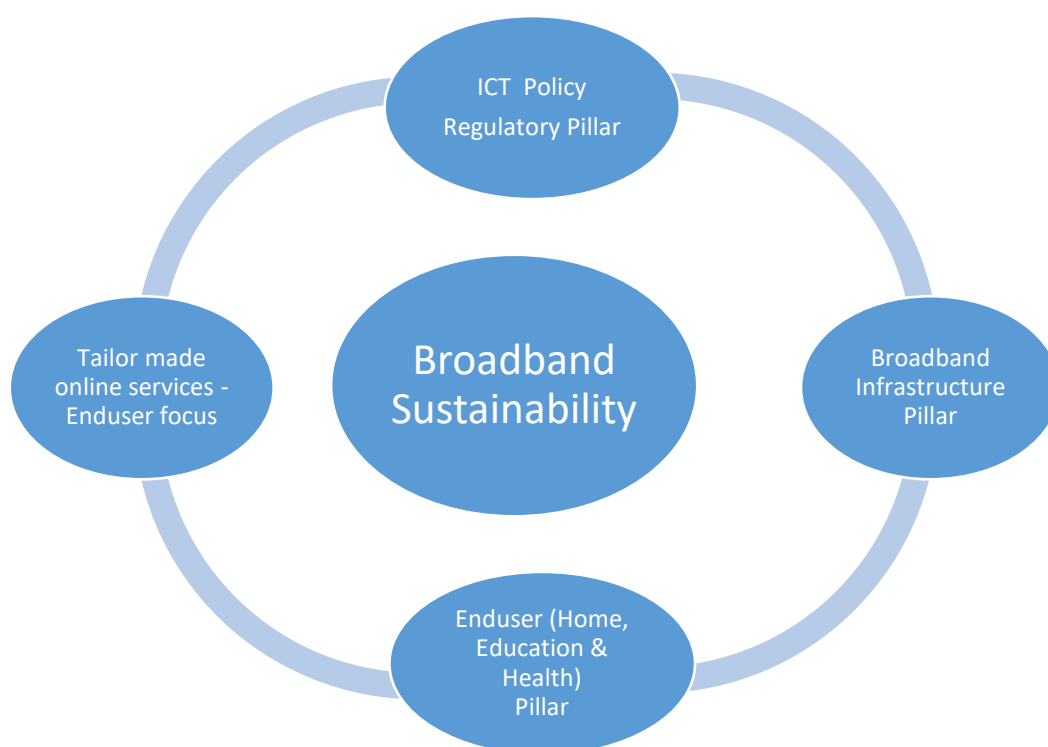 ICT Policy
Regulatory Pillar
Tailor made
online services -
Enduser focus
Broadband
Sustainability
Broadband
Infrastructure
Pillar
Enduser (Home,
Education &
Health)
Pillar